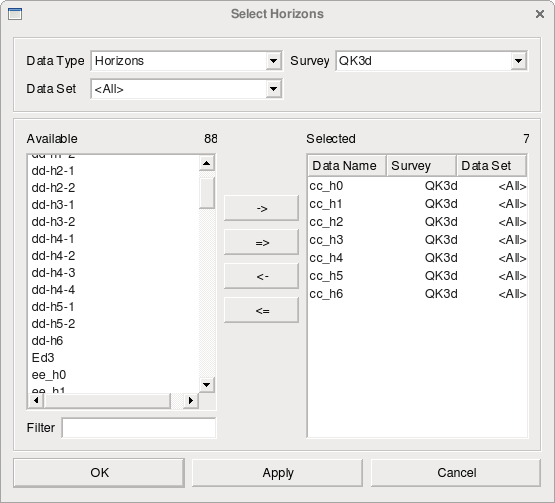 Select Horizons
Data Type Horizons Survey QK3d
Data Set <All>
Available 88
dd-h1-2
dd-h2-1
dd-h2-2
dd-h3-1
dd-h3-2
dd-h4-1
dd-h4-2
dd-h4-3
dd-h4-4
dd-h5-1
dd-h5-2
dd-h6
Ed3
ee_h0
ee_h1
Filter
->
=>
<-
<=
Selected 7
Data Name Survey Data Set
cc_h0 QK3d <All>
cc_h1 QK3d <All>
cc_h2 QK3d <All>
cc_h3 QK3d <All>
cc_h4 QK3d <All>
cc_h5 QK3d <All>
cc_h6 QK3d <All>
OK Apply Cancel